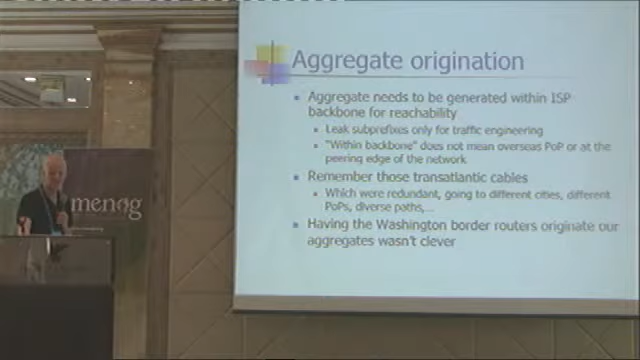 Aggregate origination
Aggregate needs to be generated within ISP
backbone for reachability
Leak subprefixes only for traffic engineering
"Within backbone" does not mean overseas PoP or at the
peering edge of the network
Remember those transatlantic cables
Which were redundant, going to different cities, different
PoPs, diverse paths,...
Having the Washington border routers originate our
aggregates wasn't clever
menog